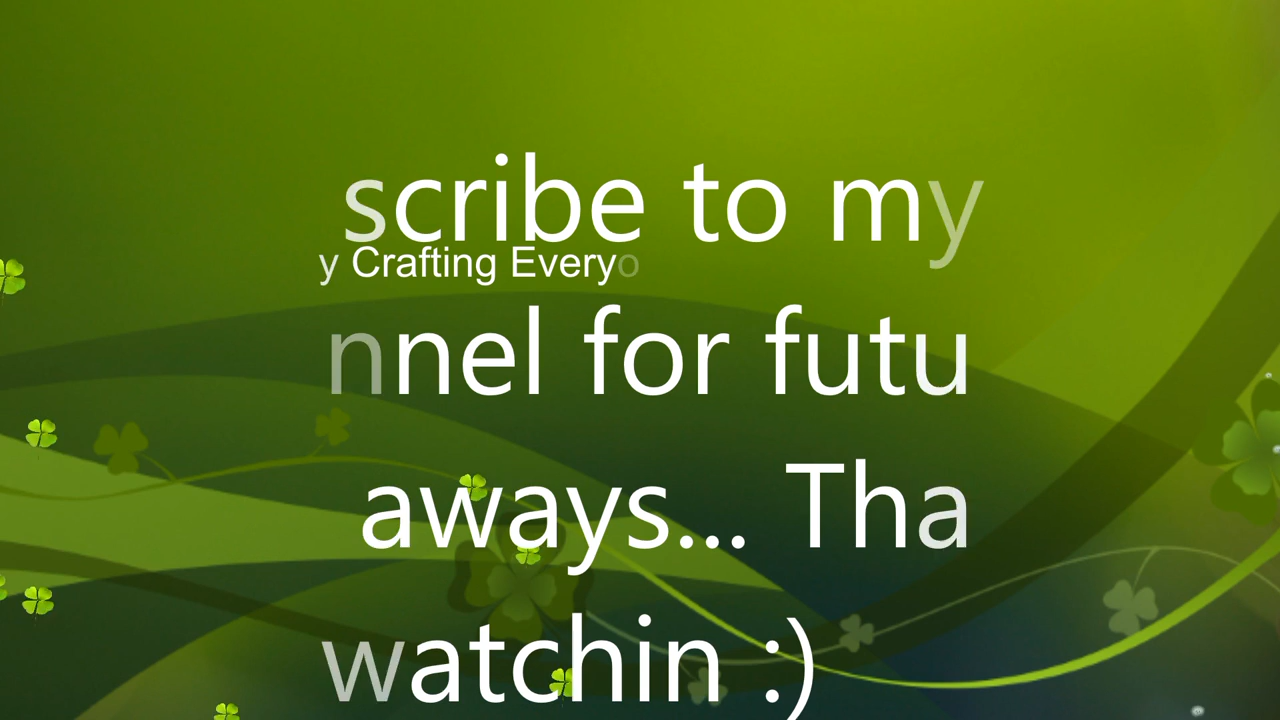 scribe to my
y Crafting Everyo
nnel for futu
aways... Tha
watchin :)